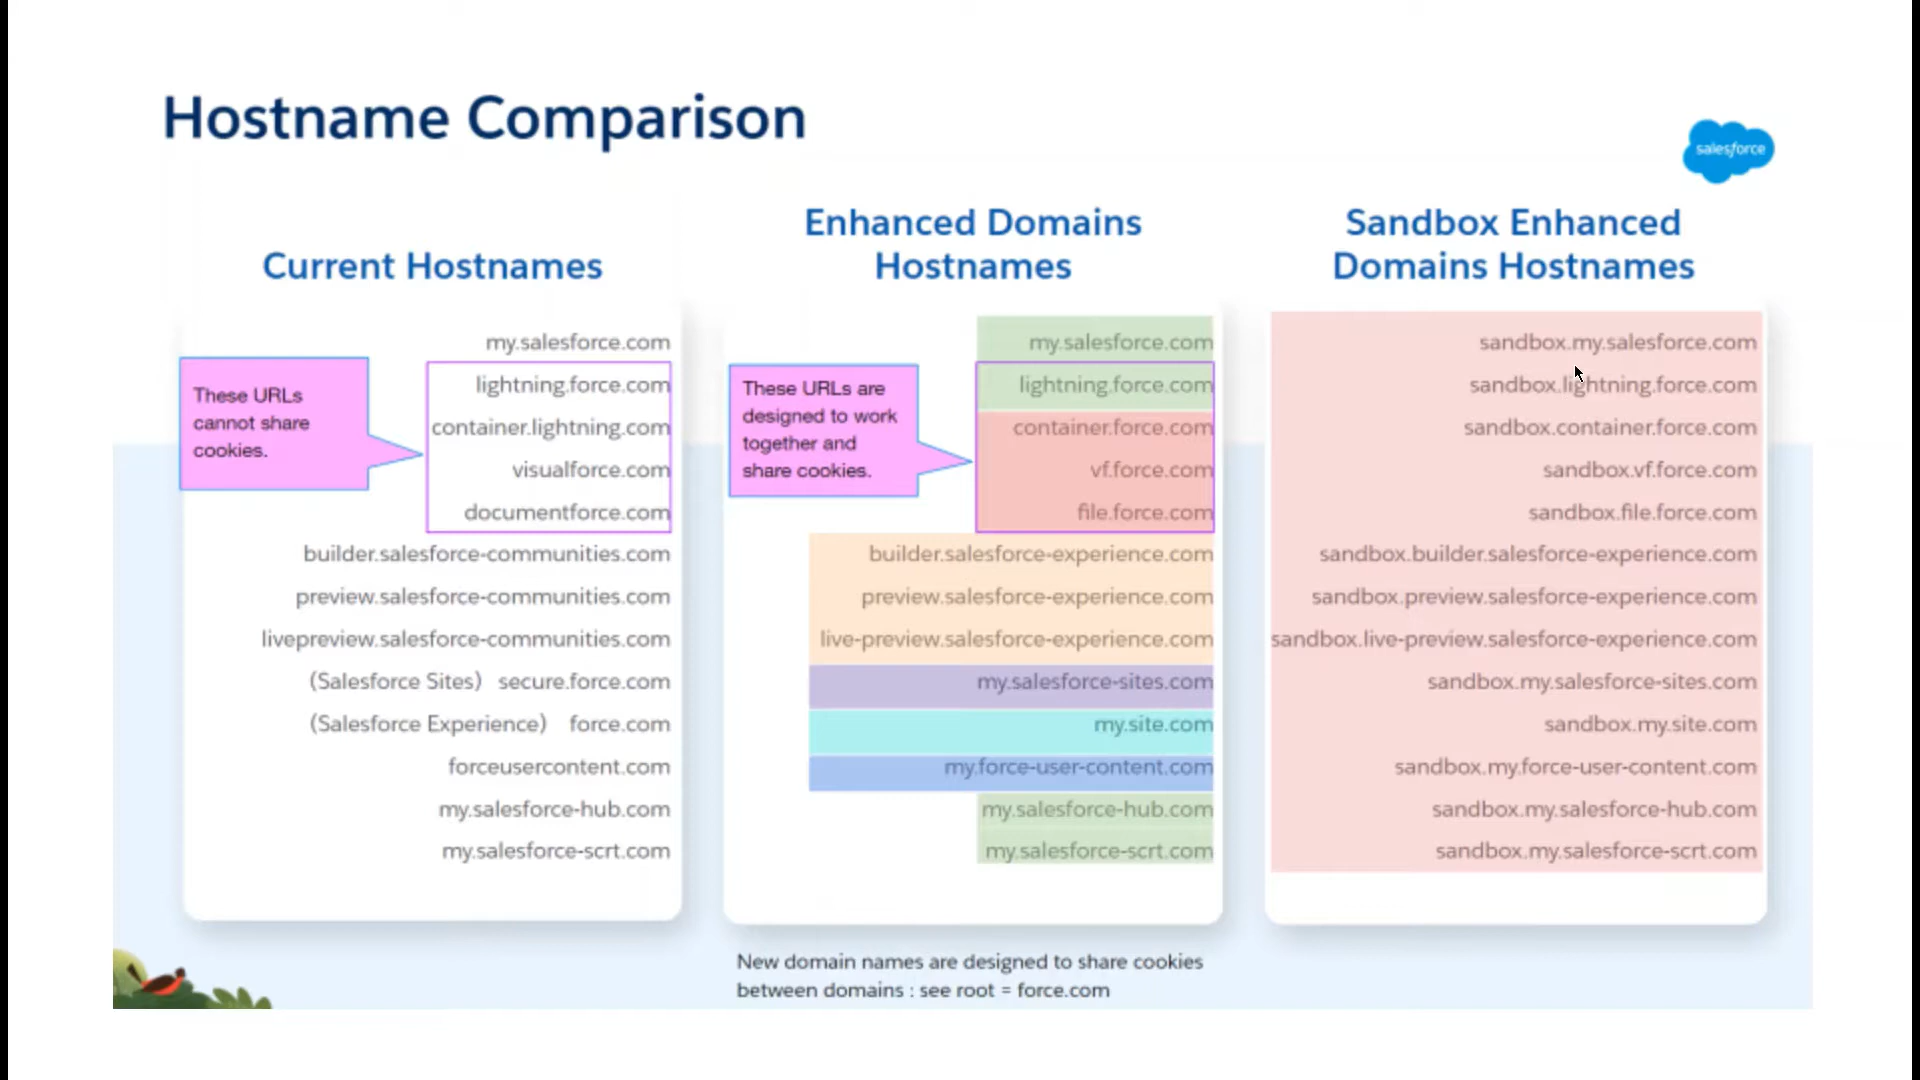 Hostname Comparison
salesforce
Current Hostnames
my.salesforce.com
lightning.force.com
container.lightning.com
visualforce.com
documentforce.com
builder.salesforce-communities.com
preview.salesforce-communities.com
livepreview.salesforce-communities.com
(Salesforce Sites) secure.force.com
(Salesforce Experience) force.com
forceusercontent.com
my.salesforce-hub.com
my.salesforce-scrt.com
These URLs
cannot share
cookies.
Enhanced Domains
Hostnames
my.salesforce.com
lightning.force.com
container.force.com
vf.force.com
file.force.com
builder.salesforce-experience.com
preview.salesforce-experience.com
live-preview.salesforce-experience.com
my.salesforce-sites.com
my.site.com
my.force-user-content.com
my.salesforce-hub.com
my.salesforce-scrt.com
These URLs are
designed to work
together and
share cookies.
New domain names are designed to share cookies
between domains : see root = force.com
Sandbox Enhanced
Domains Hostnames
sandbox.my.salesforce.com
sandbox.lightning.force.com
sandbox.container.force.com
sandbox.vf.force.com
sandbox.file.force.com
sandbox.builder.salesforce-experience.com
sandbox.preview.salesforce-experience.com
sandbox.live-preview.salesforce-experience.com
sandbox.my.salesforce-sites.com
sandbox.my.site.com
sandbox.my.force-user-content.com
sandbox.my.salesforce-hub.com
sandbox.my.salesforce-scrt.com